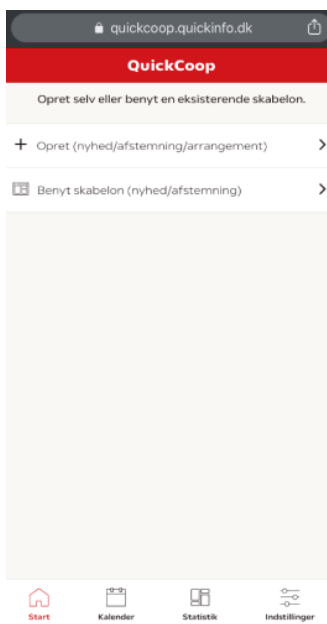 quickcoop.quickinfo.dk
QuickCoop
Opret selv eller benyt en eksisterende skabelon.
Opret (nyhed/afstemning/arrangement)
Benyt skabelon (nyhed/afstemning)
Start Kalender Statistik Indstillinger